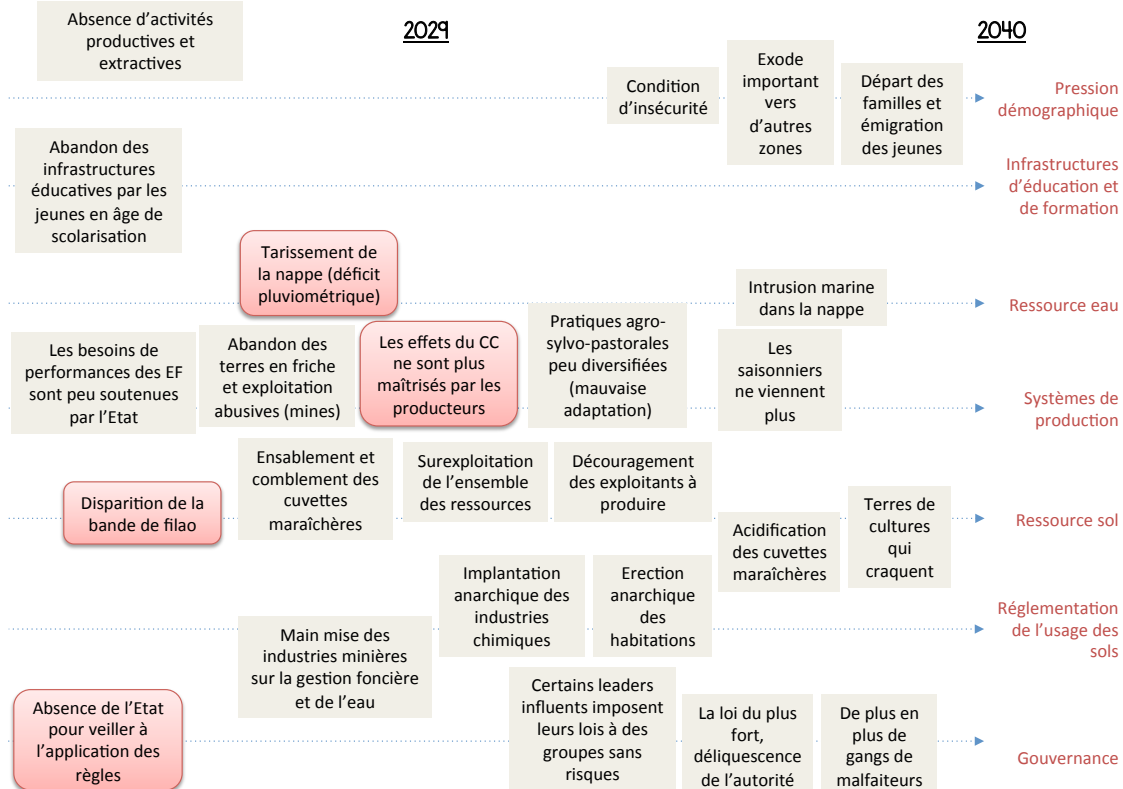 Absence d’activités
productives et
extractives
2029
2040
Condition
d’insécurité
Exode
important
vers
d’autres
zones
Départ des
familles et
émigration
des jeunes
Pression
démographique
Abandon des
infrastructures
éducatives par les
jeunes en âge de
scolarisation
Infrastructures
d’éducation et
de formation
Tarissement de
la nappe (déficit
pluviométrique)
Intrusion marine
dans la nappe
Ressource eau
Les besoins de
performances des EF
sont peu soutenues
par l’Etat
Abandon des
terres en friche
et exploitation
abusives (mines)
Les effets du CC
ne sont plus
maîtrisés par les
producteurs
Pratiques agro-
sylvo-pastorales
peu diversifiées
(mauvaise
adaptation)
Les
saisonniers
ne viennent
plus
Systèmes de
production
Disparition de la
bande de filao
Ensablement et
comblement des
cuvettes
maraîchères
Surexploitation
de l’ensemble
des ressources
Découragement
des exploitants à
produire
Acidification
des cuvettes
maraîchères
Terres de
cultures
qui
craquent
Ressource sol
Main mise des
industries minières
sur la gestion foncière
et de l’eau
Implantation
anarchique des
industries
chimiques
Erection
anarchique
des
habitations
Réglementation
de l’usage des
sols
Absence de l’Etat
pour veiller à
l’application des
règles
Certains leaders
influents imposent
leurs lois à des
groupes sans
risques
La loi du plus
fort,
déliquescence
de l’autorité
De plus en
plus de
gangs de
malfaiteurs
Gouvernance